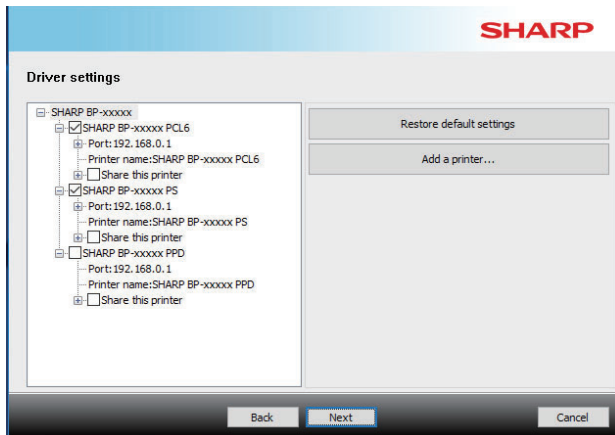 SHARP
Driver settings
SHARP BP-xxxxx
SHARP BP-xxxxx PCL6
Port:192.168.0.1
Printer name:SHARP BP-xxxxx PCL6
Share this printer
SHARP BP-xxxxx PS
Port:192.168.0.1
Printer name:SHARP BP-xxxxx PS
Share this printer
SHARP BP-xxxxx PPD
Port:192.168.0.1
Printer name:SHARP BP-xxxxx PPD
Share this printer
Restore default settings
Add a printer...
Back
Next
Cancel